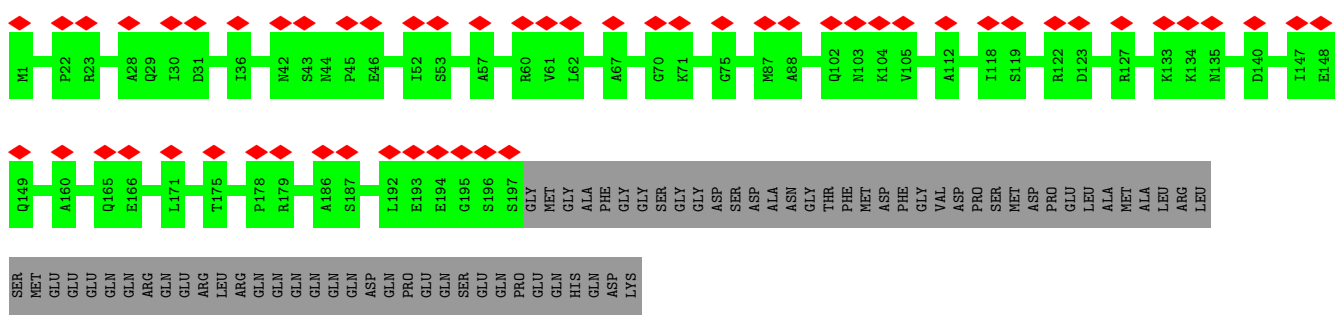 M1 P22 R23 A28 Q29 I30 D31 I36 N42 S43 N44 P45 E46 I52 S53 A57 R60 V61 L62 A67 G70 K71 G75 M87 A88 Q102 N103 K104 V105 A112 I118 S119 R122 D123 R127 K133 K134 N135 D140 I147 E148
Q149 A160 Q165 E166 L171 T175 P178 R179 A186 S187 L192 E193 E194 G195 S196 S197 GLY MET GLY ALA PHE GLY GLY SER GLY GLY ASP SER ASP ALA ASN GLY THR PHE MET ASP PHE GLY VAL ASP PRO SER MET ASP PRO GLU LEU ALA MET ALA LEU ARG LEU
SER MET GLU GLU GLU GLN GLN ARG GLN GLU ARG LEU ARG GLN GLN GLN GLN GLN ASP GLN PRO GLU GLN SER GLU GLN PRO GLU GLN HIS GLN ASP LYS